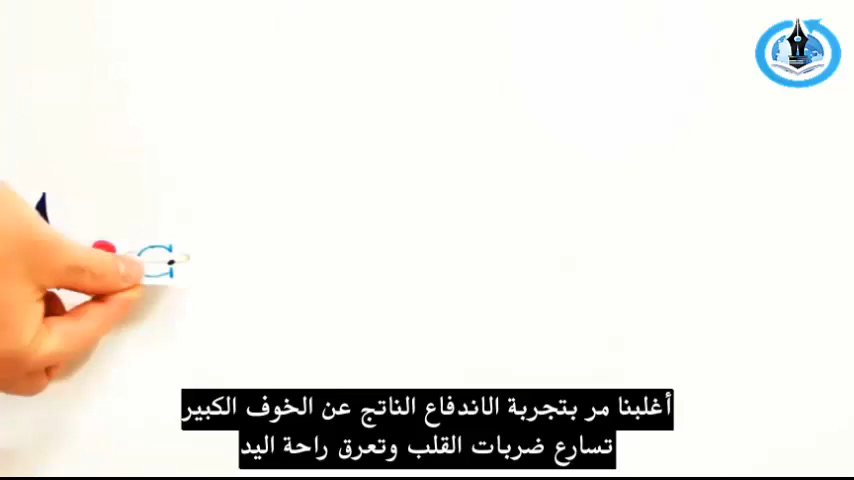 أغلبنا مر بتجربة الاندفاع الناتج عن الخوف الكبير
تسارع ضربات القلب وتعرق راحة اليد